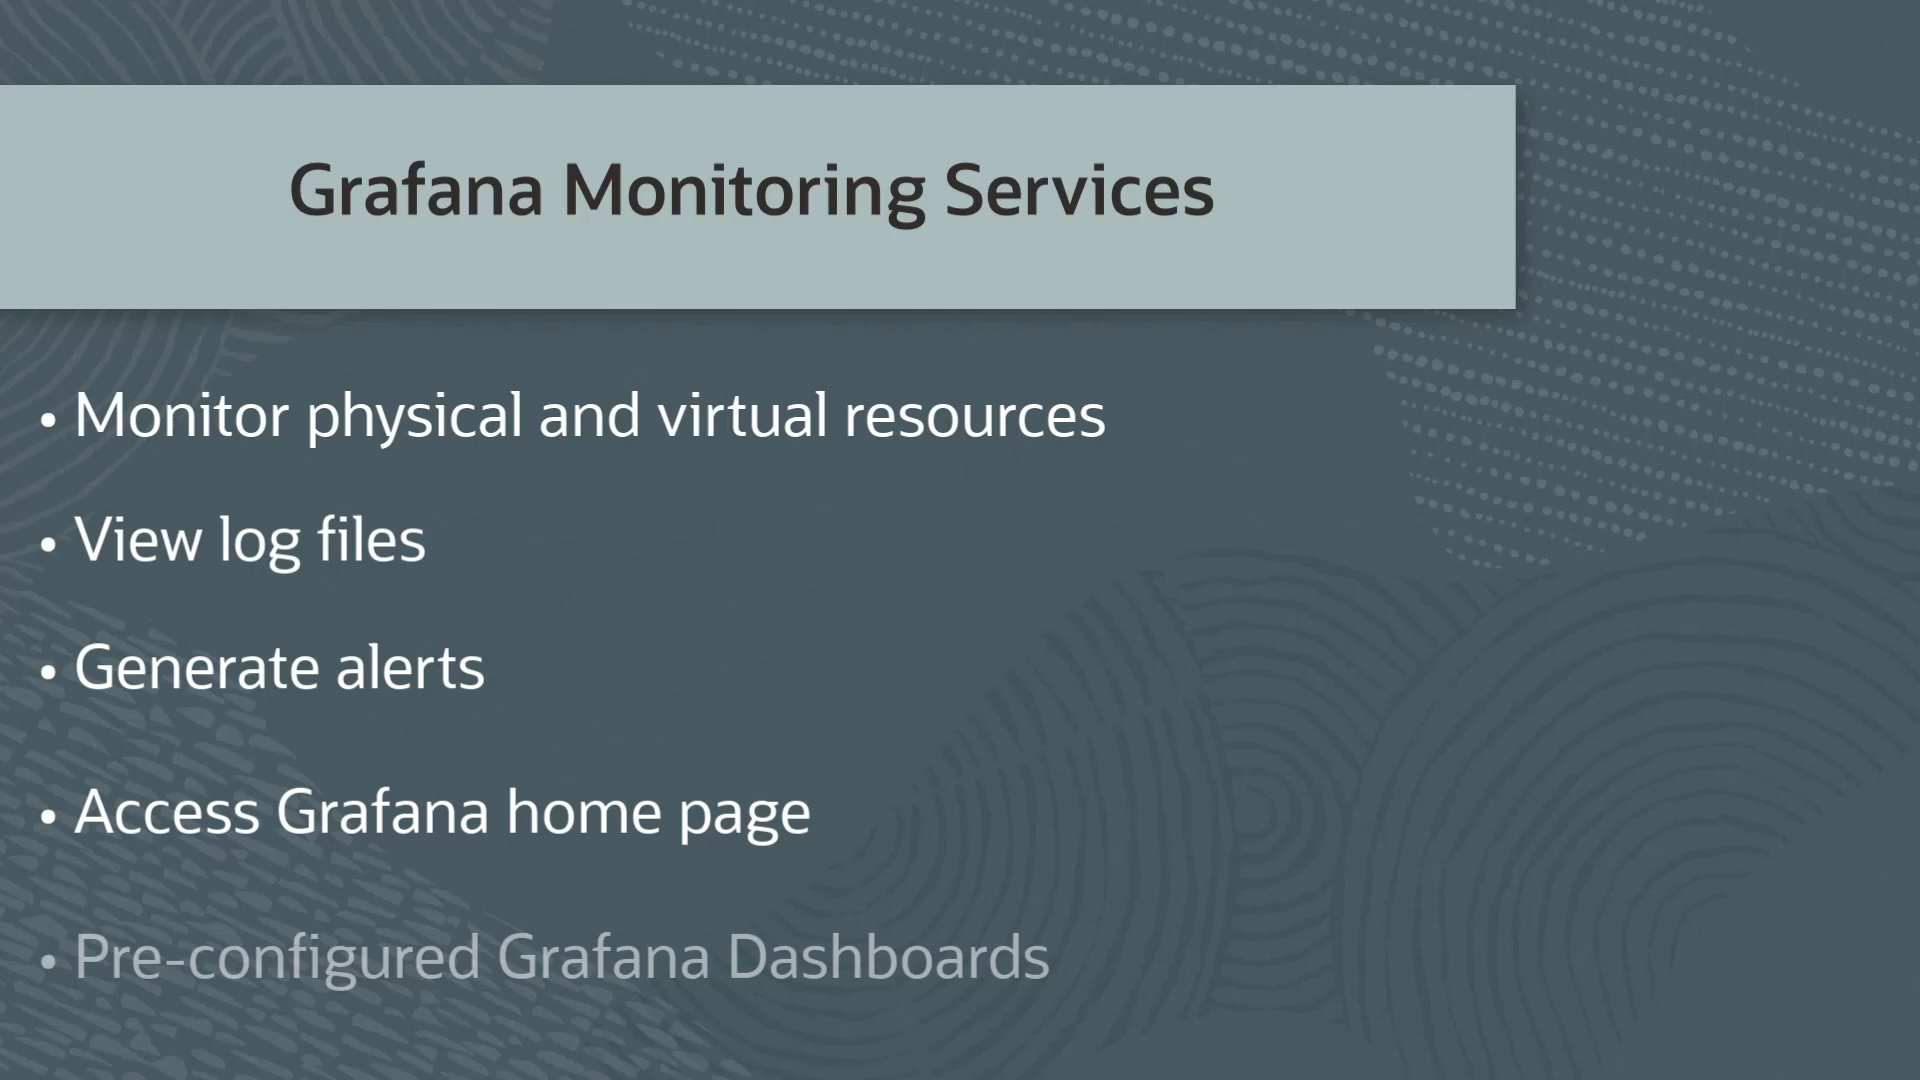 Grafana Monitoring Services
• Monitor physical and virtual resources
• View log files
• Generate alerts
• Access Grafana home page
• Pre-configured Grafana Dashboards